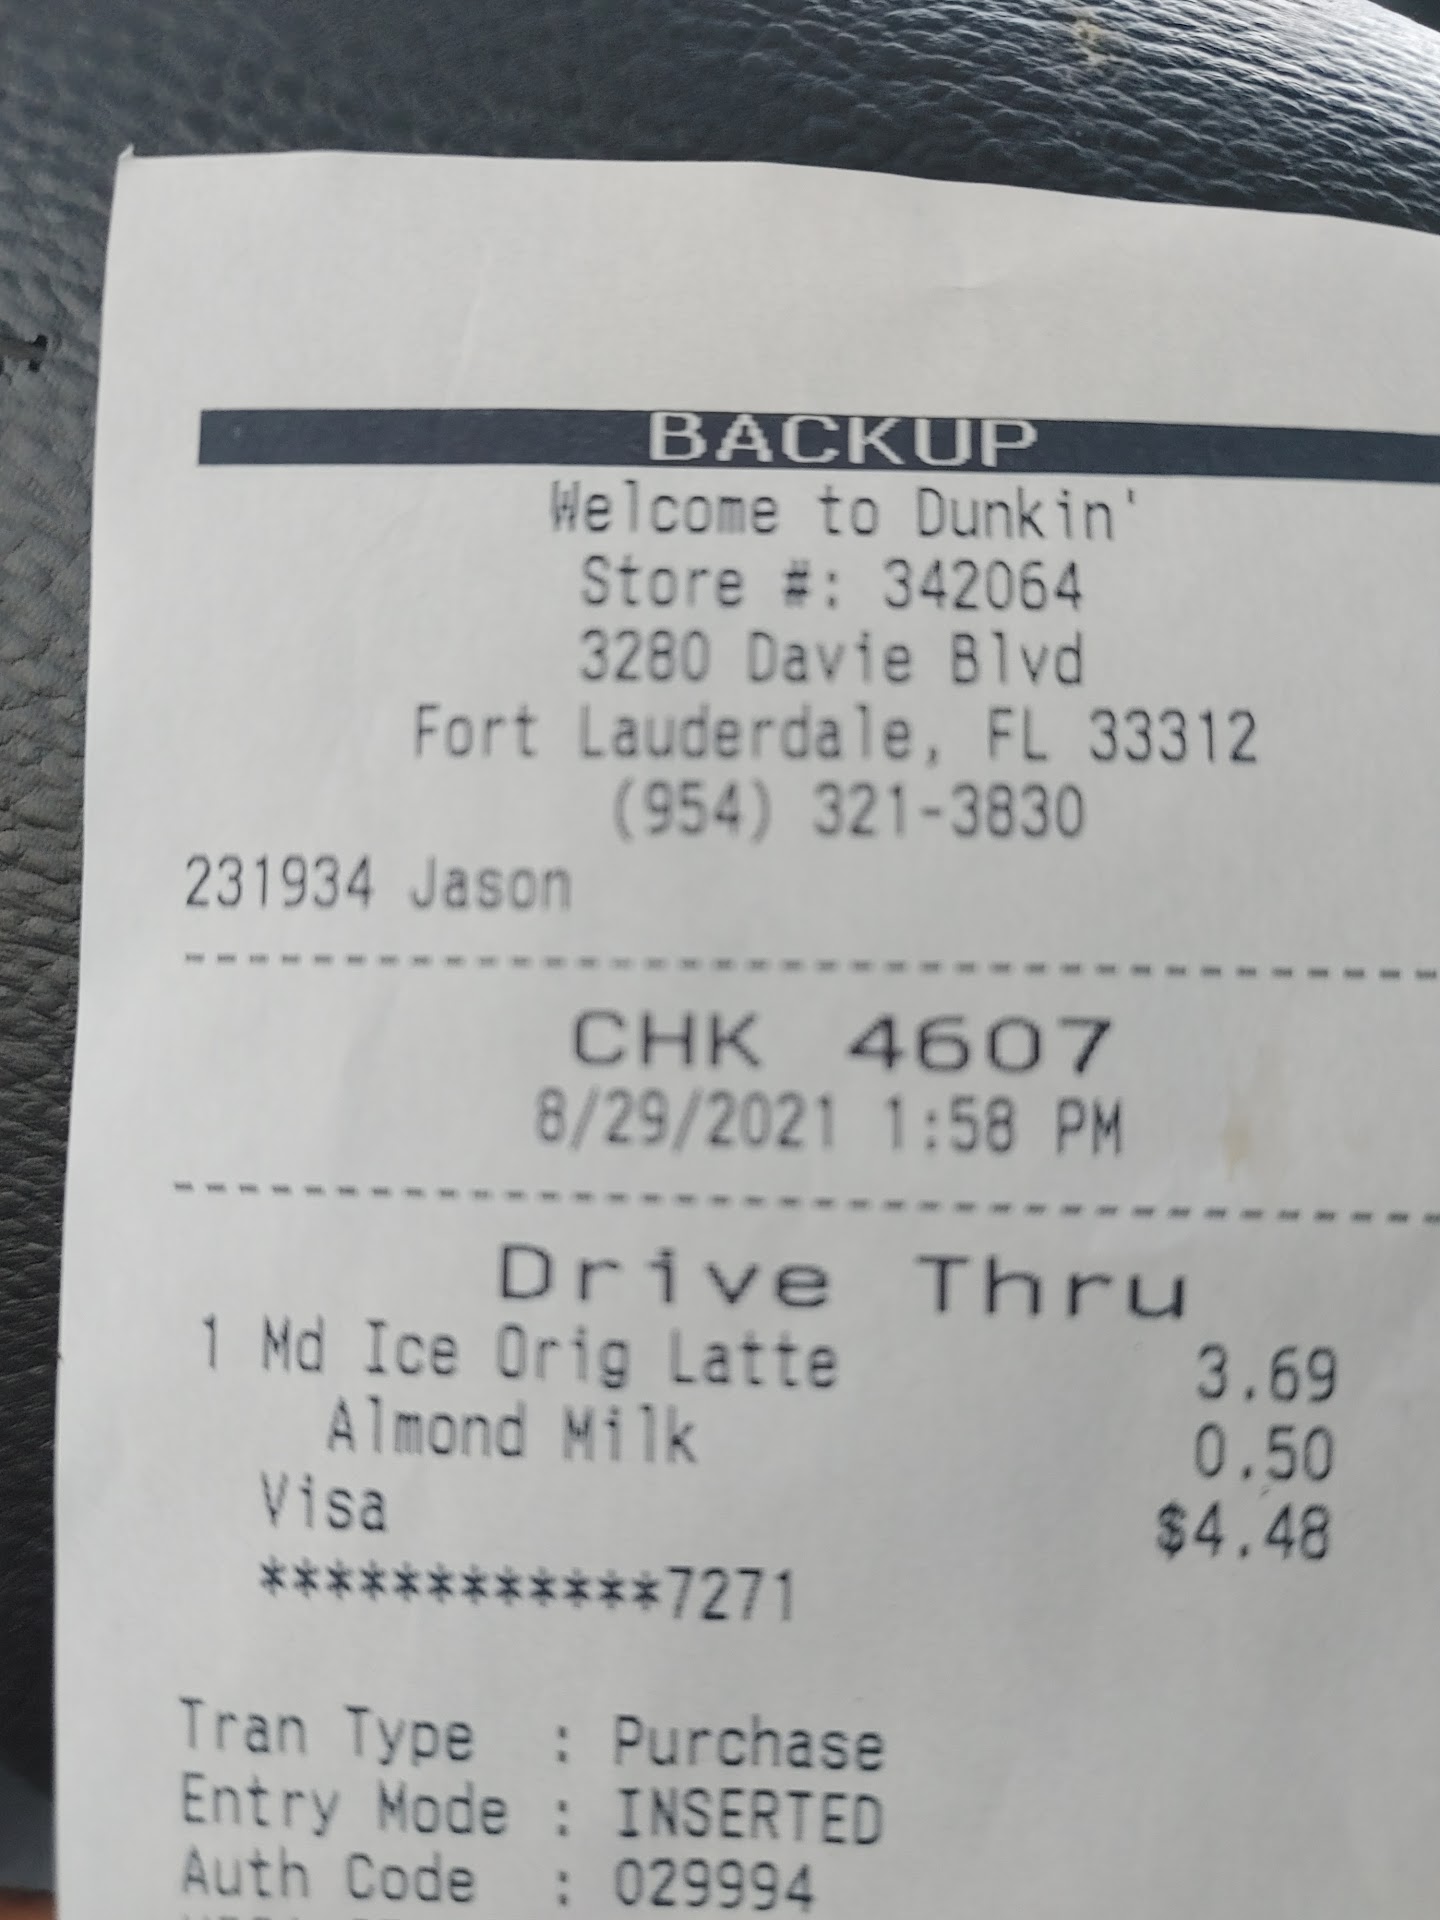 BACKUP
Welcome to Dunkin'
Store #: 342064
3280 Davie Blvd
Fort Lauderdale, FL 33312
(954) 321-3830
231934 Jason
CHK 4607
8/29/2021 1:58 PM
Drive Thru
1 Md Ice Orig Latte 3.69
Almond Milk 0.50
Visa $4.48
************7271
Tran Type : Purchase
Entry Mode : INSERTED
Auth Code : 029994